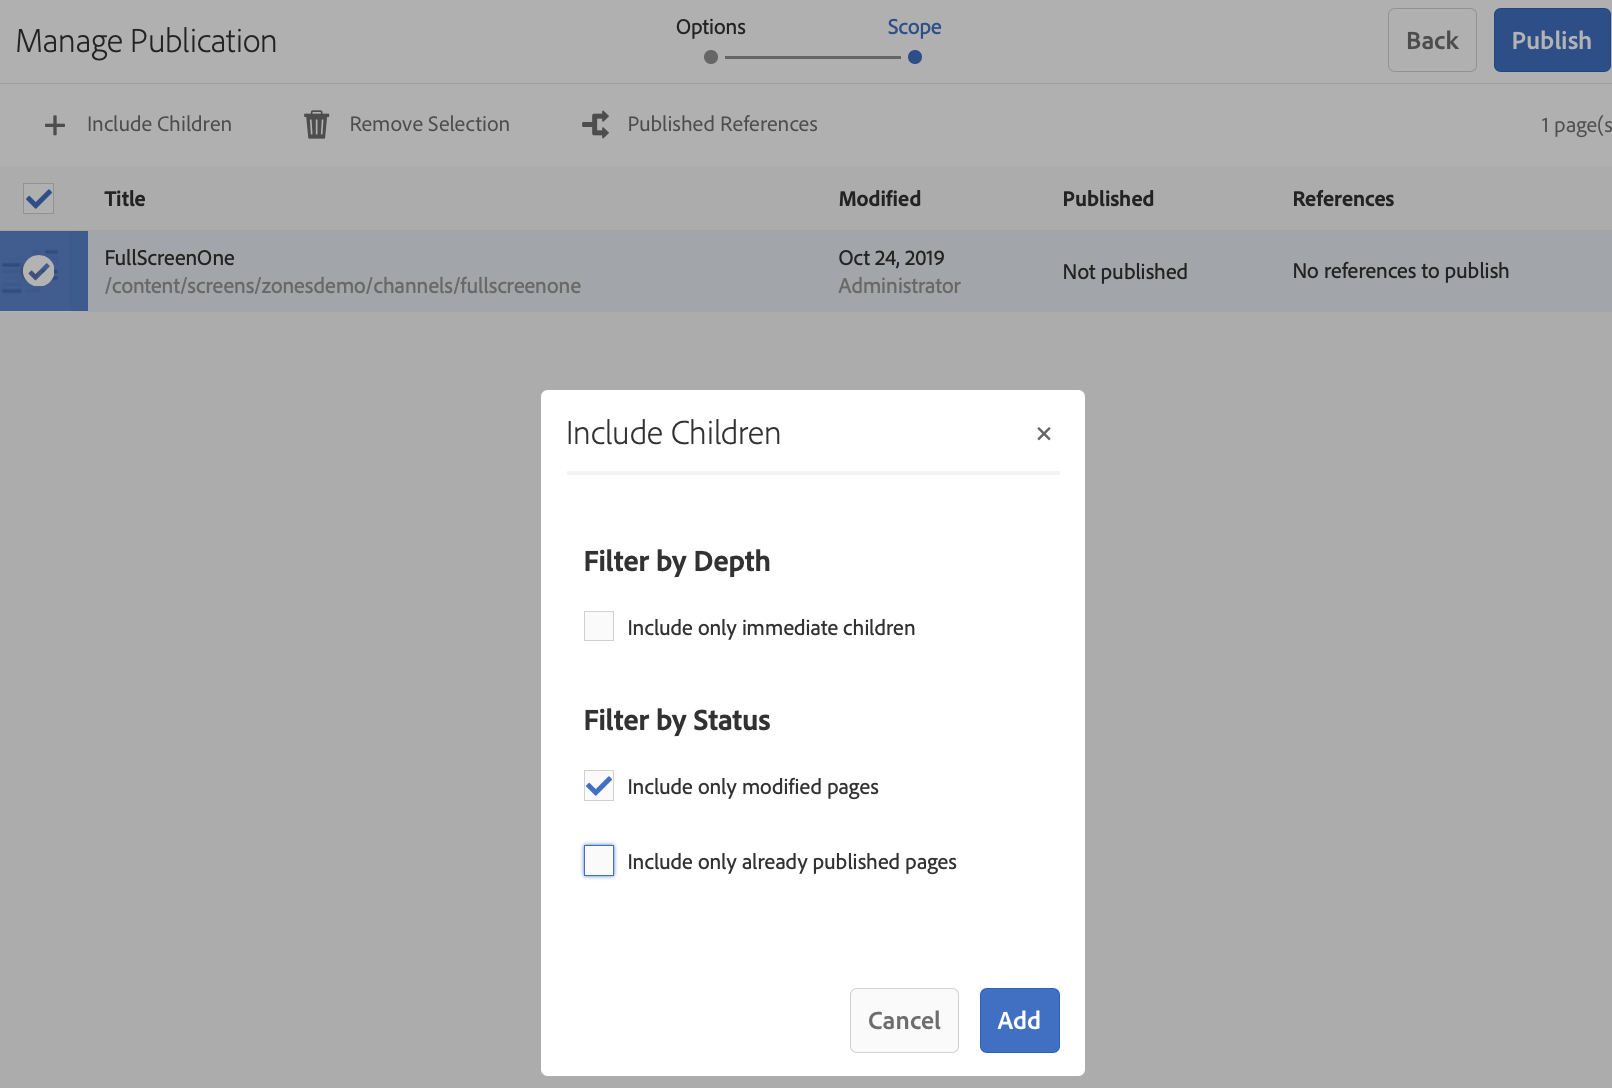 Manage Publication
Options
Scope
Back
Publish
Include Children
Remove Selection
Published References
1 page(s
Title
Modified
Published
References
FullScreenOne
Oct 24, 2019
Not published
No references to publish
/content/screens/zonesdemo/channels/fullscreenone
Administrator
Include Children
Filter by Depth
Include only immediate children
Filter by Status
Include only modified pages
Include only already published pages
Cancel
Add